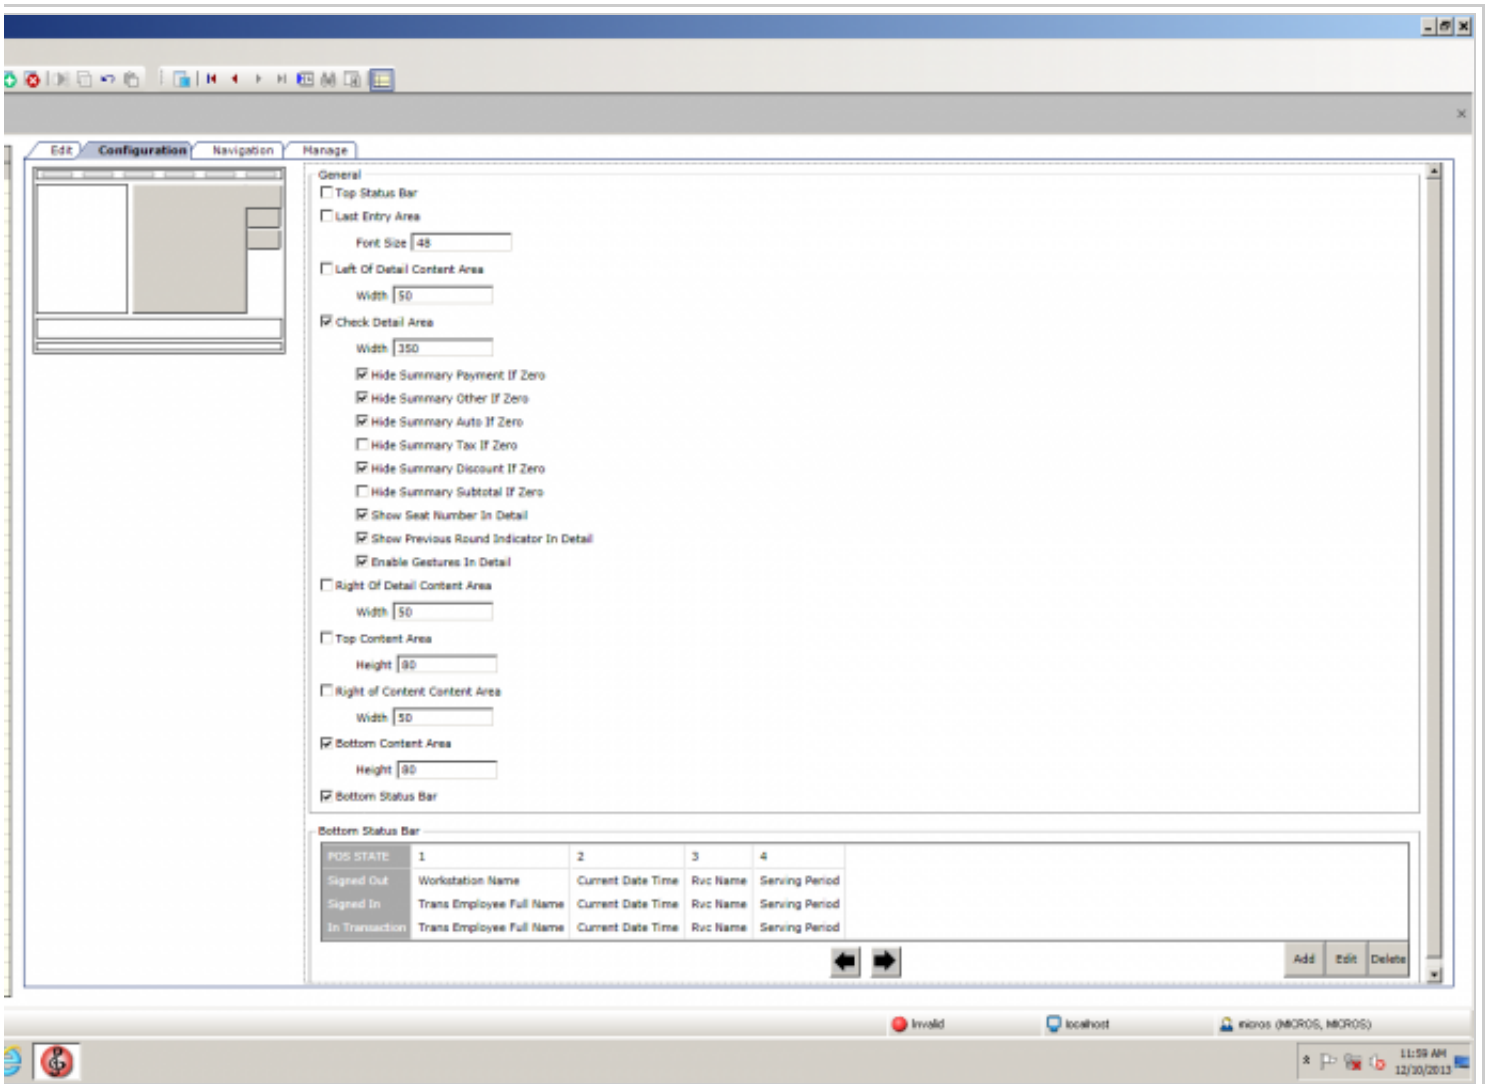 Edit Configuration Navigation Manage
General
Top Status Bar
Last Entry Area
Font Size 48
Left Of Detail Content Area
Width 50
Check Detail Area
Width 350
Hide Summary Payment If Zero
Hide Summary Other If Zero
Hide Summary Auto If Zero
Hide Summary Tax If Zero
Hide Summary Discount If Zero
Hide Summary Subtotal If Zero
Show Seat Number In Detail
Show Previous Round Indicator In Detail
Enable Gestures In Detail
Right Of Detail Content Area
Width 50
Top Content Area
Height 80
Right of Content Content Area
Width 50
Bottom Content Area
Height 80
Bottom Status Bar
Bottom Status Bar
POS STATE 1 2 3 4
Signed Out Workstation Name Current Date Time Rvc Name Serving Period
Signed In Trans Employee Full Name Current Date Time Rvc Name Serving Period
In Transaction Trans Employee Full Name Current Date Time Rvc Name Serving Period
Add Edit Delete
Invalid localhost micros (MICROS, MICROS)
11:59 AM
12/10/2013